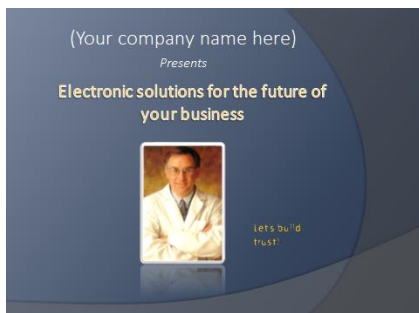 (Your company name here)
Presents
Electronic solutions for the future of
your business
Let's build
trust!